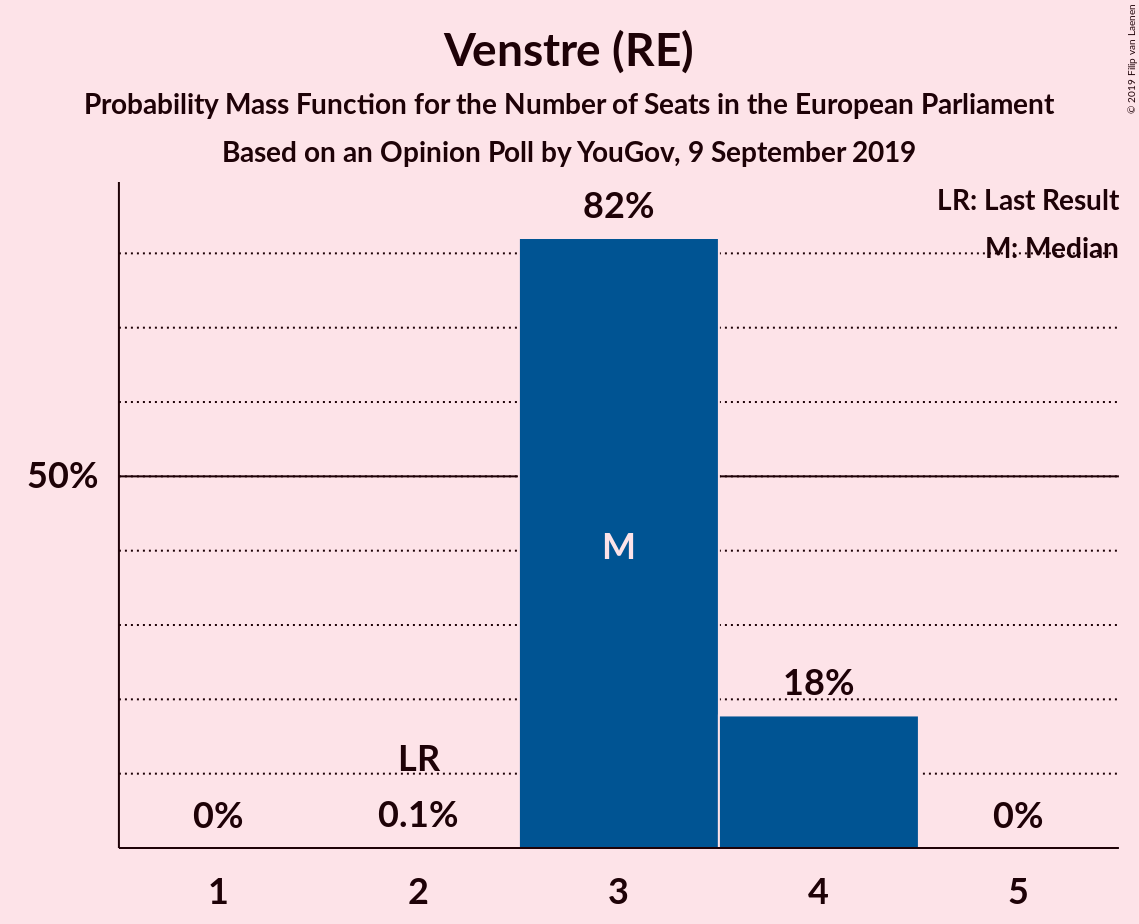 Venstre (RE)
Probability Mass Function for the Number of Seats in the European Parliament
Based on an Opinion Poll by YouGov, 9 September 2019
© 2019 Filip van Laenen
LR: Last Result
M: Median
82%
50%
M
18%
LR
0%
0.1%
0%
1
2
3
4
5